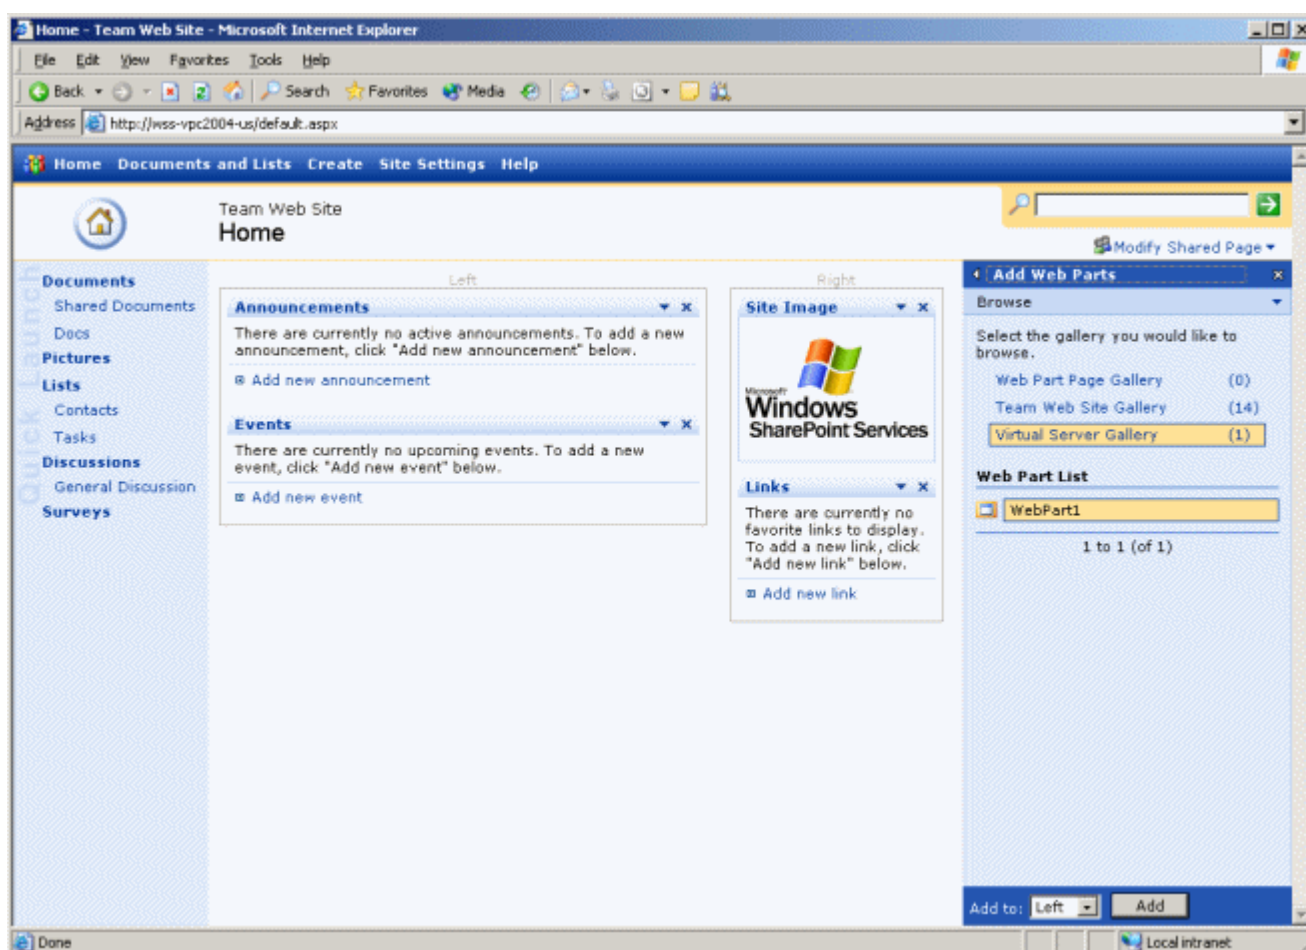 Home - Team Web Site - Microsoft Internet Explorer
File Edit View Favorites Tools Help
Back Search Favorites Media
Address http://wss-vpc2004-us/default.aspx
Home Documents and Lists Create Site Settings Help
Team Web Site
Home
Modify Shared Page
Quick Launch
Documents
Shared Documents
Docs
Pictures
Lists
Contacts
Tasks
Discussions
General Discussion
Surveys
Left
Announcements
There are currently no active announcements. To add a new
announcement, click "Add new announcement" below.
Add new announcement
Events
There are currently no upcoming events. To add a new
event, click "Add new event" below.
Add new event
Right
Site Image
Microsoft
Windows
SharePoint Services
Links
There are currently no
favorite links to display.
To add a new link, click
"Add new link" below.
Add new link
Add Web Parts
Browse
Select the gallery you would like to
browse.
Web Part Page Gallery (0)
Team Web Site Gallery (14)
Virtual Server Gallery (1)
Web Part List
WebPart1
1 to 1 (of 1)
Add to: Left Add
Done
Local intranet